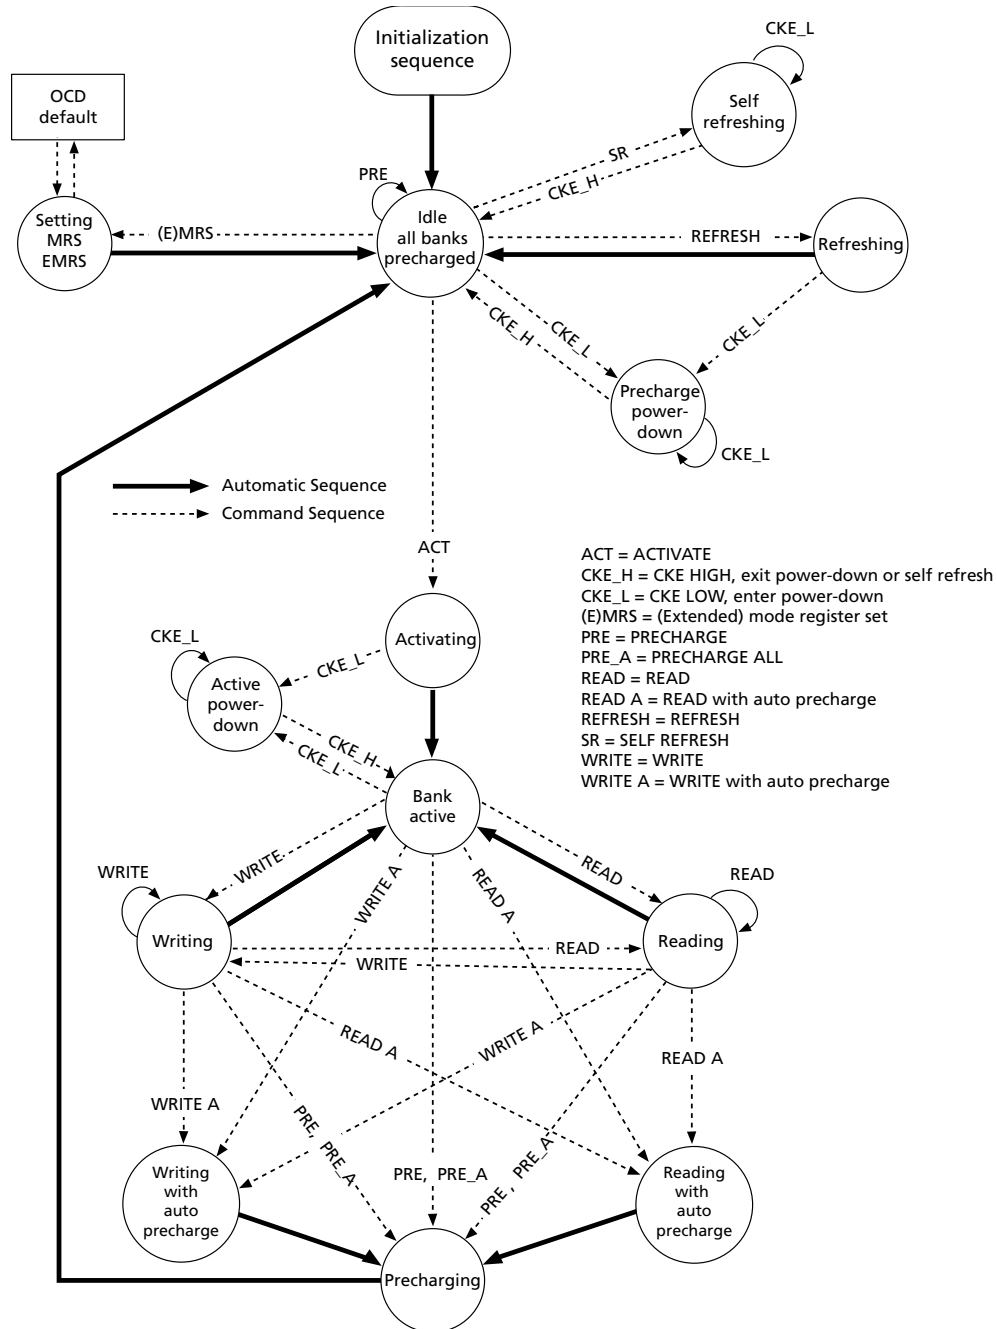 Initialization
sequence
CKE_L
OCD
default
Self
refreshing
SR
CKE_H
PRE
Setting
MRS
EMRS
(E)MRS
Idle
all banks
precharged
REFRESH
Refreshing
CKE_H
CKE_L
CKE_L
Precharge
power-
down
CKE_L
Automatic Sequence
Command Sequence
ACT
ACT = ACTIVATE
CKE_H = CKE HIGH, exit power-down or self refresh
CKE_L = CKE LOW, enter power-down
(E)MRS = (Extended) mode register set
PRE = PRECHARGE
PRE_A = PRECHARGE ALL
READ = READ
READ A = READ with auto precharge
REFRESH = REFRESH
SR = SELF REFRESH
WRITE = WRITE
WRITE A = WRITE with auto precharge
Activating
CKE_L
CKE_L
Active
power-
down
CKE_H
CKE_L
Bank
active
WRITE
WRITE
WRITE A
READ A
READ
READ
Writing
READ
WRITE
Reading
READ A
WRITE A
READ A
WRITE A
PRE, PRE_A
PRE, PRE_A
PRE , PRE_A
Writing
with
auto
precharge
Reading
with
auto
precharge
Precharging